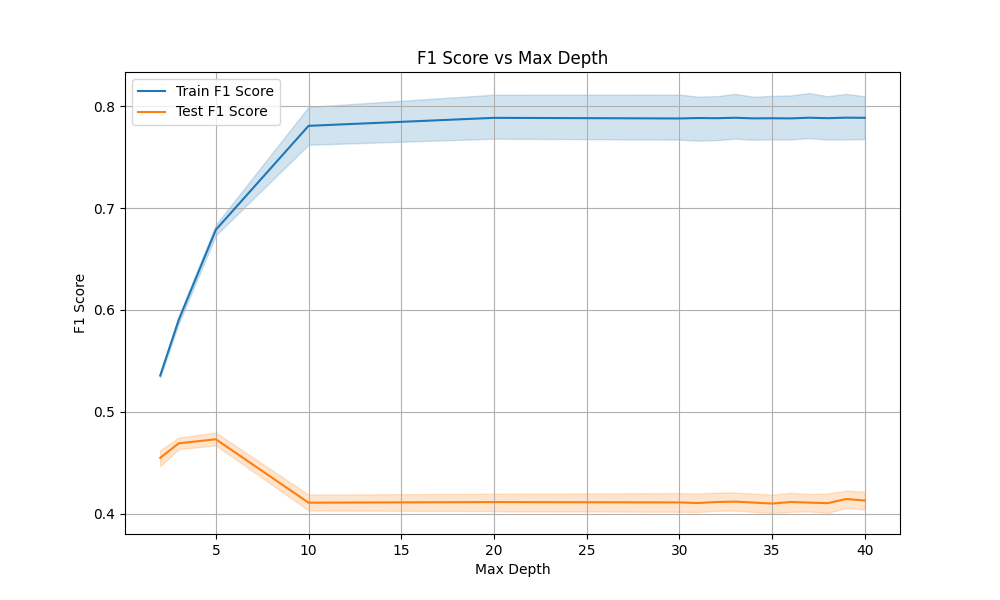 F1 Score vs Max Depth
Train F1 Score
Test F1 Score
0.8
0.7
0.6
0.5
0.4
F1 Score
5 10 15 20 25 30 35 40
Max Depth